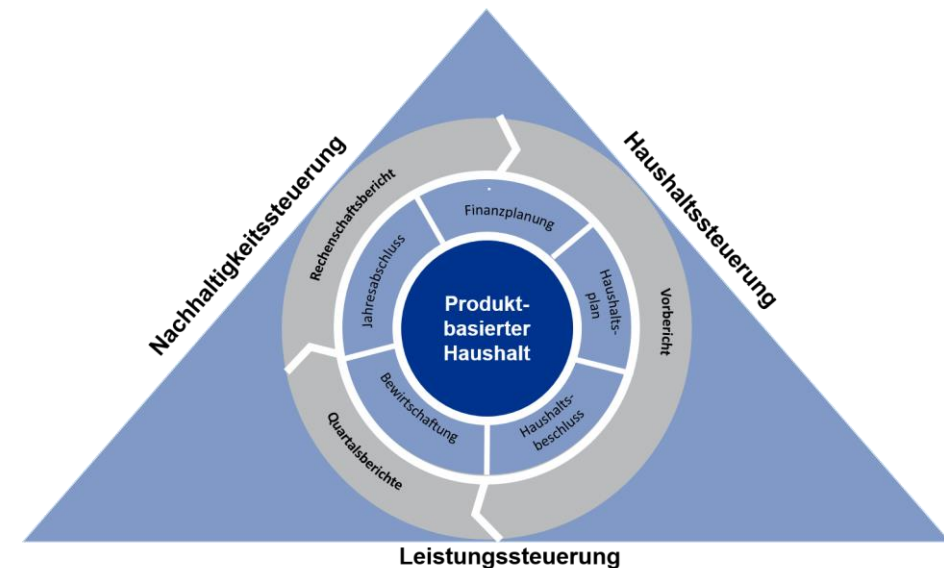 Nachhaltigkeitssteuerung
Haushaltssteuerung
Rechenschaftsbericht
Finanzplanung
Jahresabschluss
Haushalts-
plan
Vorbericht
Produkt-
basierter
Haushalt
Bewirtschaftung
Haushalts-
beschluss
Quartalsberichte
Leistungssteuerung